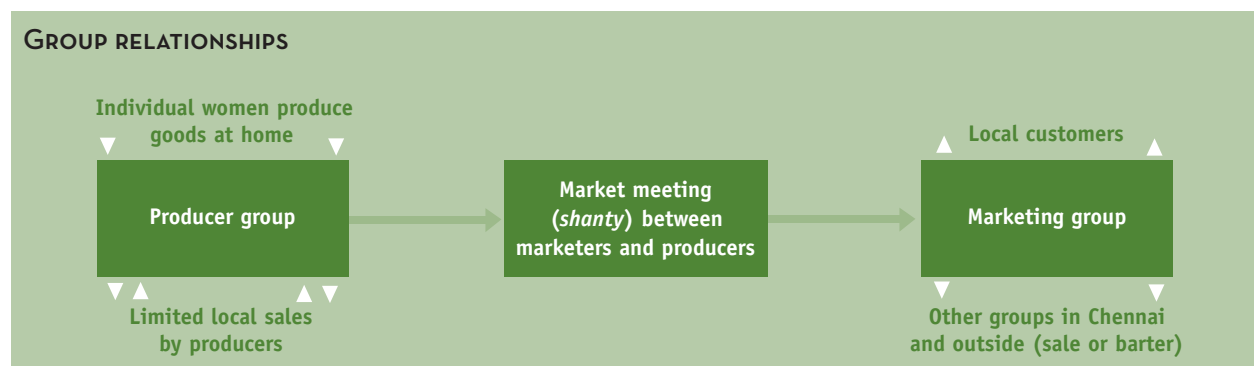 GROUP RELATIONSHIPS
Individual women produce
goods at home
Producer group
Limited local sales
by producers
Market meeting
(shanty) between
marketers and producers
Local customers
Marketing group
Other groups in Chennai
and outside (sale or barter)